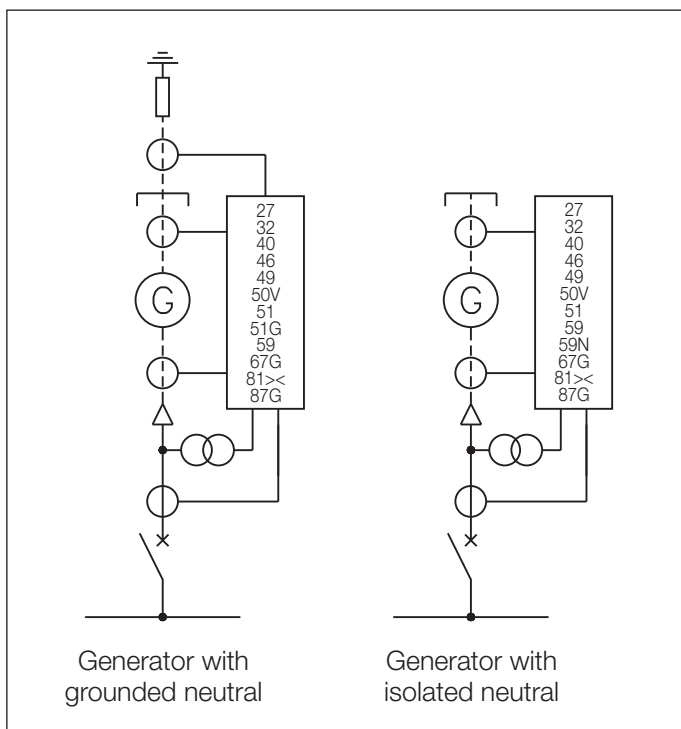 27
32
40
46
49
50V
51
51G
59
67G
81><
87G
G
Generator with
grounded neutral
27
32
40
46
49
50V
51
59
59N
67G
81><
87G
G
Generator with
isolated neutral